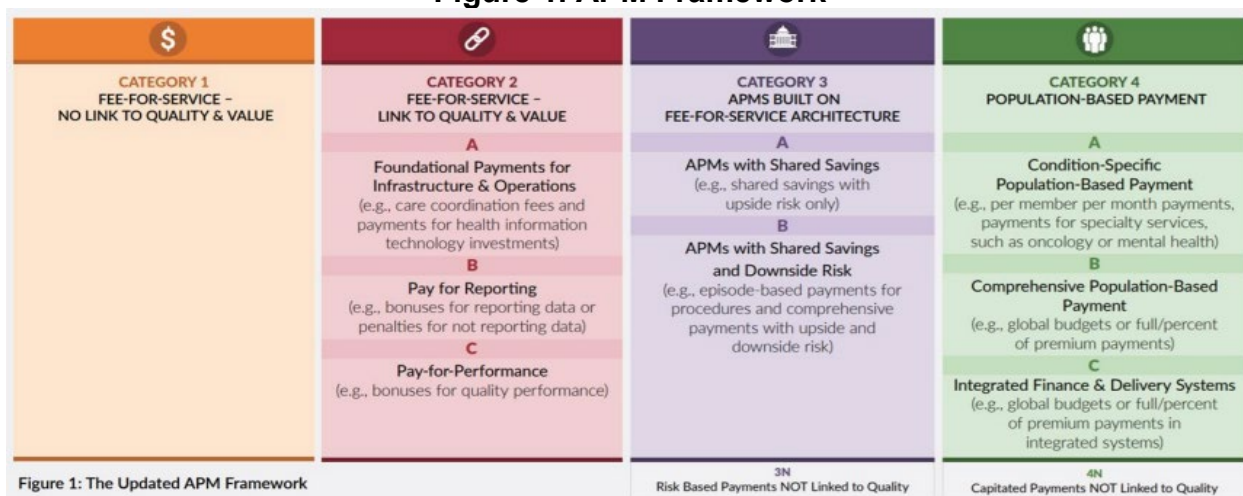 Figure 1. APM Framework
$
CATEGORY 1
FEE-FOR-SERVICE –
NO LINK TO QUALITY & VALUE
CATEGORY 2
FEE-FOR-SERVICE –
LINK TO QUALITY & VALUE
A
Foundational Payments for
Infrastructure & Operations
(e.g., care coordination fees and
payments for health information
technology investments)
B
Pay for Reporting
(e.g., bonuses for reporting data or
penalties for not reporting data)
C
Pay-for-Performance
(e.g., bonuses for quality performance)
CATEGORY 3
APMS BUILT ON
FEE-FOR-SERVICE ARCHITECTURE
A
APMs with Shared Savings
(e.g., shared savings with
upside risk only)
B
APMs with Shared Savings
and Downside Risk
(e.g., episode-based payments for
procedures and comprehensive
payments with upside and
downside risk)
3N
Risk Based Payments NOT Linked to Quality
CATEGORY 4
POPULATION-BASED PAYMENT
A
Condition-Specific
Population-Based Payment
(e.g., per member per month payments,
payments for specialty services,
such as oncology or mental health)
B
Comprehensive Population-Based
Payment
(e.g., global budgets or full/percent
of premium payments)
C
Integrated Finance & Delivery Systems
(e.g., global budgets or full/percent
of premium payments in
integrated systems)
4N
Capitated Payments NOT Linked to Quality
Figure 1: The Updated APM Framework